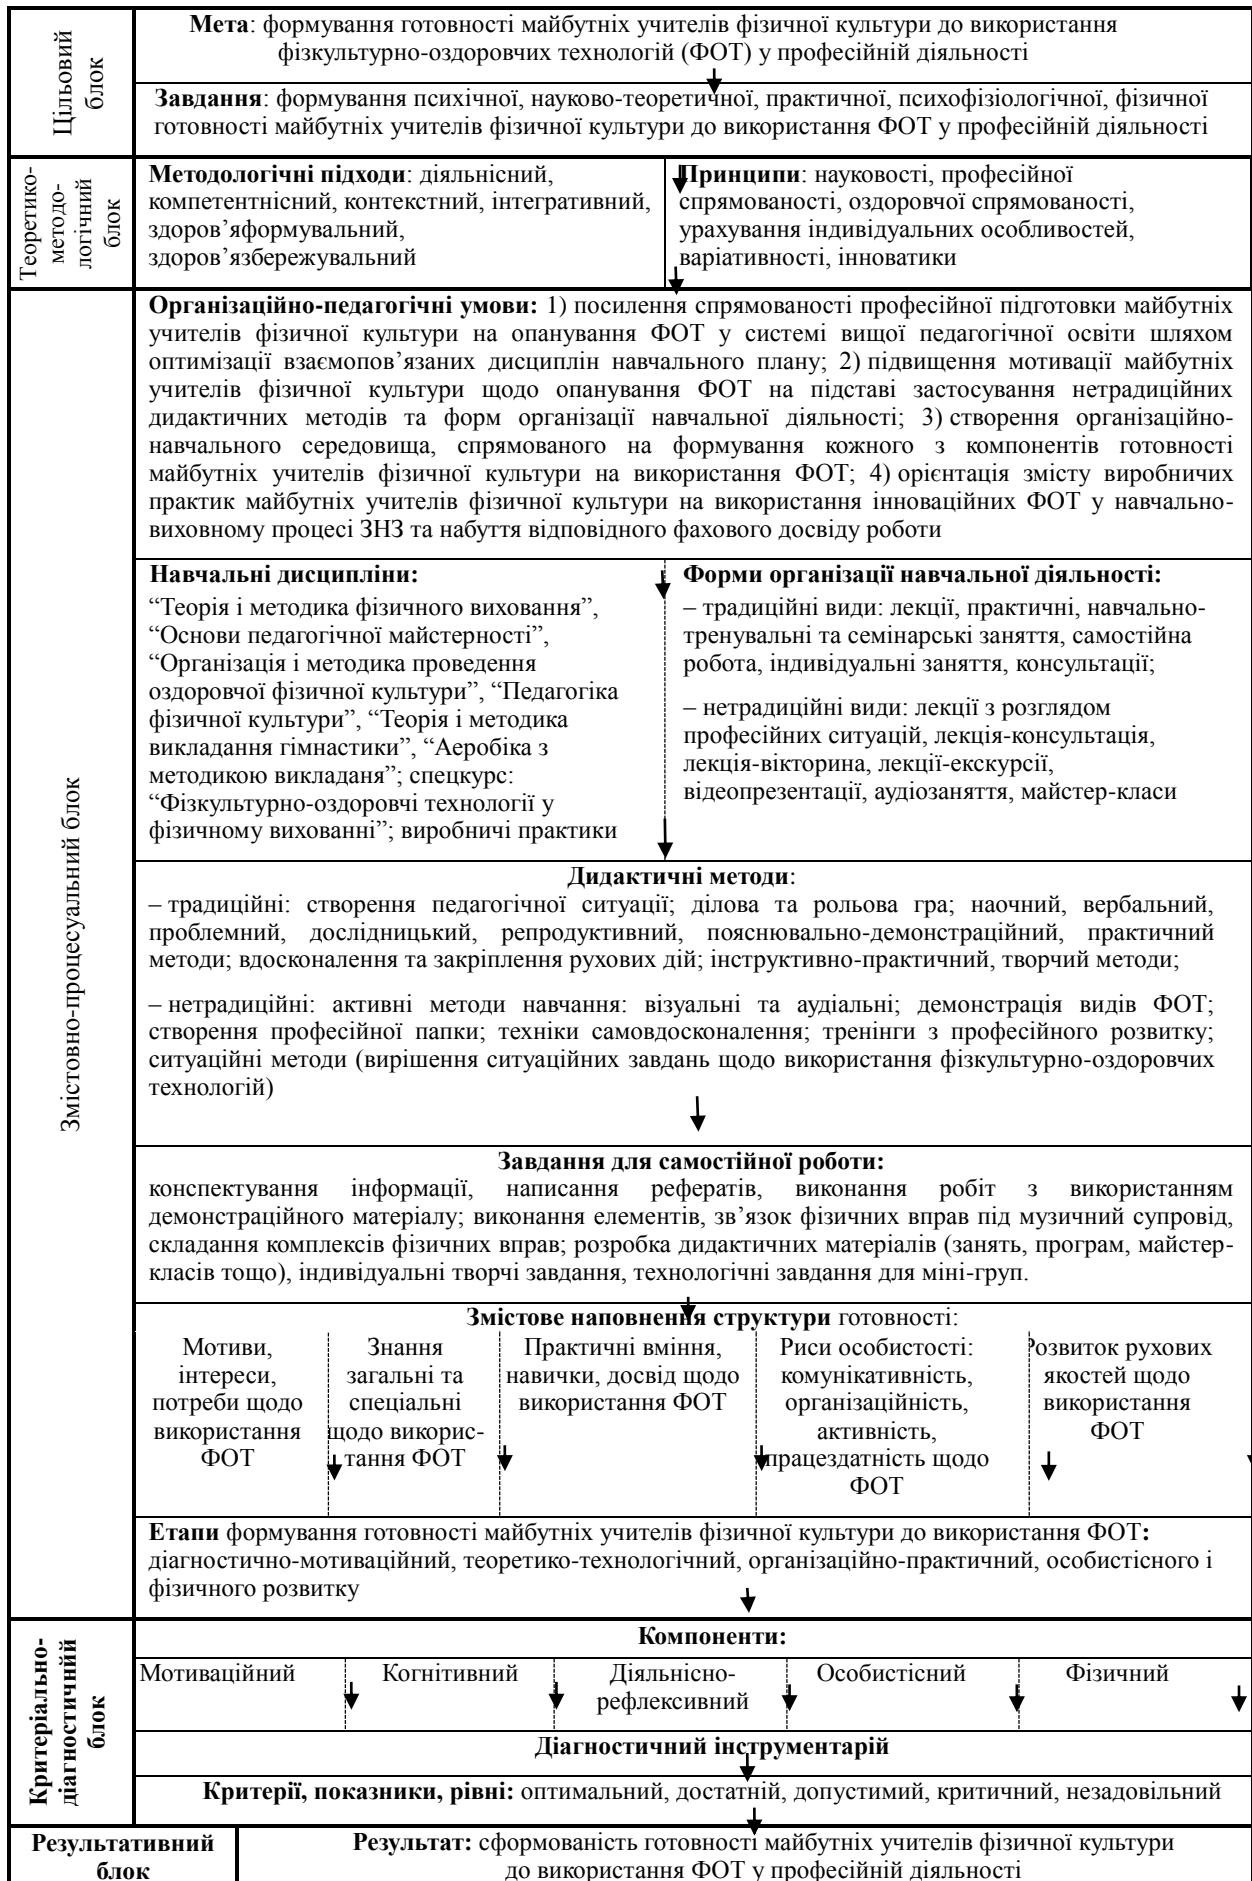 Цільовий
блок
Мета: формування готовності майбутніх учителів фізичної культури до використання
фізкультурно-оздоровчих технологій (ФОТ) у професійній діяльності
Завдання: формування психічної, науково-теоретичної, практичної, психофізіологічної, фізичної
готовності майбутніх учителів фізичної культури до використання ФОТ у професійній діяльності
Теоретико-
методо-
логічний
блок
Методологічні підходи: діяльнісний,
компетентнісний, контекстний, інтегративний,
здоров’яформувальний,
здоров’язбережувальний
Принципи: науковості, професійної
спрямованості, оздоровчої спрямованості,
урахування індивідуальних особливостей,
варіативності, інноватики
Змістовно-процесуальний блок
Організаційно-педагогічні умови: 1) посилення спрямованості професійної підготовки майбутніх
учителів фізичної культури на опанування ФОТ у системі вищої педагогічної освіти шляхом
оптимізації взаємопов’язаних дисциплін навчального плану; 2) підвищення мотивації майбутніх
учителів фізичної культури щодо опанування ФОТ на підставі застосування нетрадиційних
дидактичних методів та форм організації навчальної діяльності; 3) створення організаційно-
навчального середовища, спрямованого на формування кожного з компонентів готовності
майбутніх учителів фізичної культури на використання ФОТ; 4) орієнтація змісту виробничих
практик майбутніх учителів фізичної культури на використання інноваційних ФОТ у навчально-
виховному процесі ЗНЗ та набуття відповідного фахового досвіду роботи
Навчальні дисципліни:
“Теорія і методика фізичного виховання”,
“Основи педагогічної майстерності”,
“Організація і методика проведення
оздоровчої фізичної культури”, “Педагогіка
фізичної культури”, “Теорія і методика
викладання гімнастики”, “Аеробіка з
методикою викладаня”; спецкурс:
“Фізкультурно-оздоровчі технології у
фізичному вихованні”; виробничі практики
Форми організації навчальної діяльності:
– традиційні види: лекції, практичні, навчально-
тренувальні та семінарські заняття, самостійна
робота, індивідуальні заняття, консультації;
– нетрадиційні види: лекції з розглядом
професійних ситуацій, лекція-консультація,
лекція-вікторина, лекції-екскурсії,
відеопрезентації, аудіозаняття, майстер-класи
Дидактичні методи:
– традиційні: створення педагогічної ситуації; ділова та рольова гра; наочний, вербальний,
проблемний, дослідницький, репродуктивний, пояснювально-демонстраційний, практичний
методи; вдосконалення та закріплення рухових дій; інструктивно-практичний, творчий методи;
– нетрадиційні: активні методи навчання: візуальні та аудіальні; демонстрація видів ФОТ;
створення професійної папки; техніки самовдосконалення; тренінги з професійного розвитку;
ситуаційні методи (вирішення ситуаційних завдань щодо використання фізкультурно-оздоровчих
технологій)
Завдання для самостійної роботи:
конспектування інформації, написання рефератів, виконання робіт з використанням
демонстраційного матеріалу; виконання елементів, зв’язок фізичних вправ під музичний супровід,
складання комплексів фізичних вправ; розробка дидактичних матеріалів (занять, програм, майстер-
класів тощо), індивідуальні творчі завдання, технологічні завдання для міні-груп.
Змістове наповнення структури готовності:
Мотиви,
інтереси,
потреби щодо
використання
ФОТ
Знання
загальні та
спеціальні
щодо викорис-
тання ФОТ
Практичні вміння,
навички, досвід щодо
використання ФОТ
Риси особистості:
комунікативність,
організаційність,
активність,
працездатність щодо
ФОТ
Розвиток рухових
якостей щодо
використання
ФОТ
Етапи формування готовності майбутніх учителів фізичної культури до використання ФОТ:
діагностично-мотиваційний, теоретико-технологічний, організаційно-практичний, особистісного і
фізичного розвитку
Критеріально-
діагностичнйй
блок
Компоненти:
Мотиваційний
Когнітивний
Діяльнісно-
рефлексивний
Особистісний
Фізичний
Діагностичний інструментарій
Критерії, показники, рівні: оптимальний, достатній, допустимий, критичний, незадовільний
Результативний
блок
Результат: сформованість готовності майбутніх учителів фізичної культури
до використання ФОТ у професійній діяльності